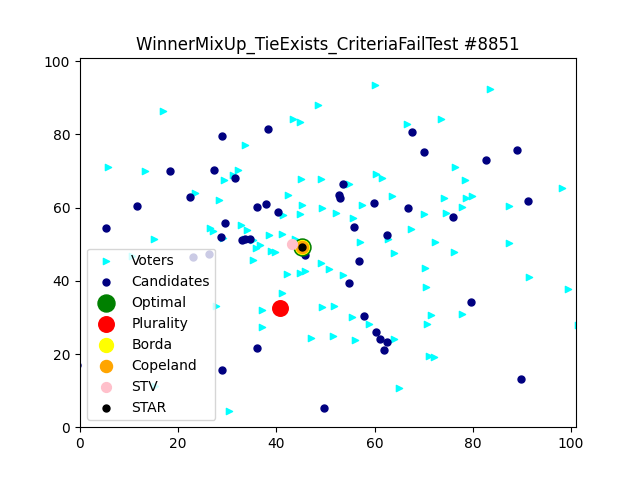 WinnerMixUp_TieExists_CriteriaFailTest #8851
100
80
60
40
20
0
Voters
Candidates
Optimal
Plurality
Borda
Copeland
STV
STAR
0 20 40 60 80 100